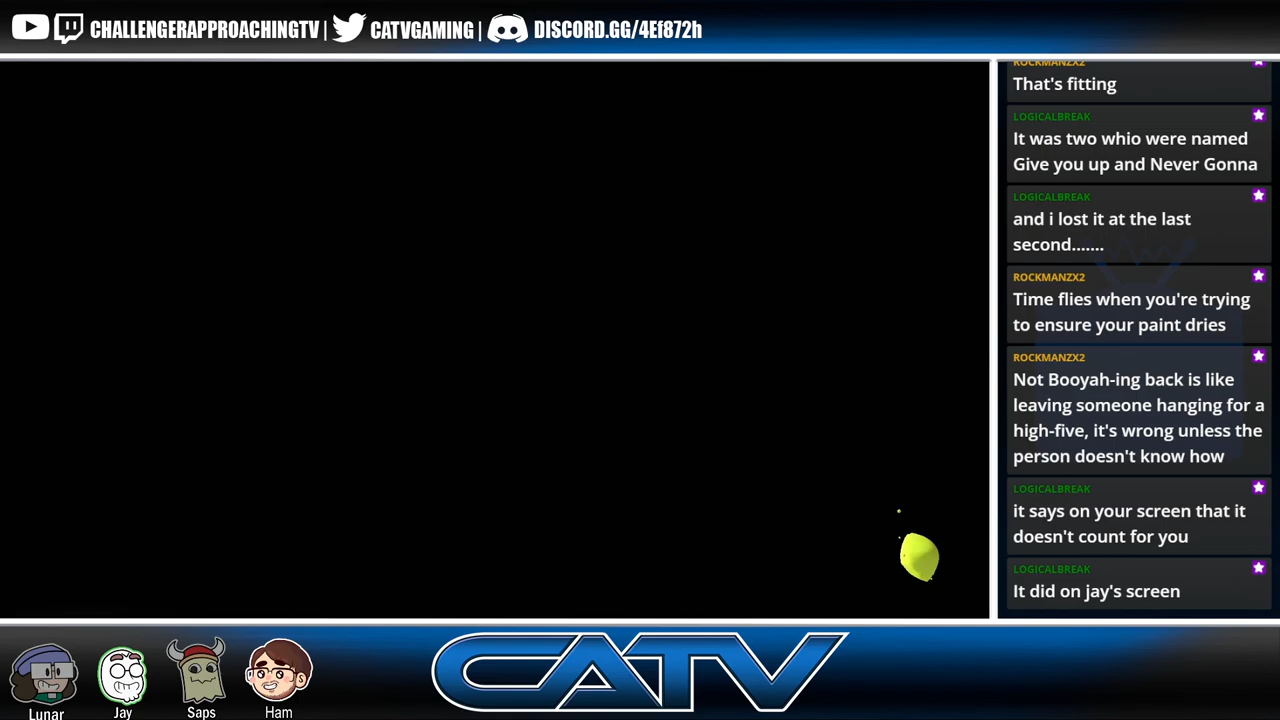 CHALLENGERAPPROACHINGTV | CATVGAMING | DISCORD.GG/4Ef872h
ROCKMANZX2
That's fitting
LOGICALBREAK
It was two whio were named
Give you up and Never Gonna
LOGICALBREAK
and i lost it at the last
second.......
ROCKMANZX2
Time flies when you're trying
to ensure your paint dries
ROCKMANZX2
Not Booyah-ing back is like
leaving someone hanging for a
high-five, it's wrong unless the
person doesn't know how
LOGICALBREAK
it says on your screen that it
doesn't count for you
LOGICALBREAK
It did on jay's screen
CATV
Lunar Jay Saps Ham